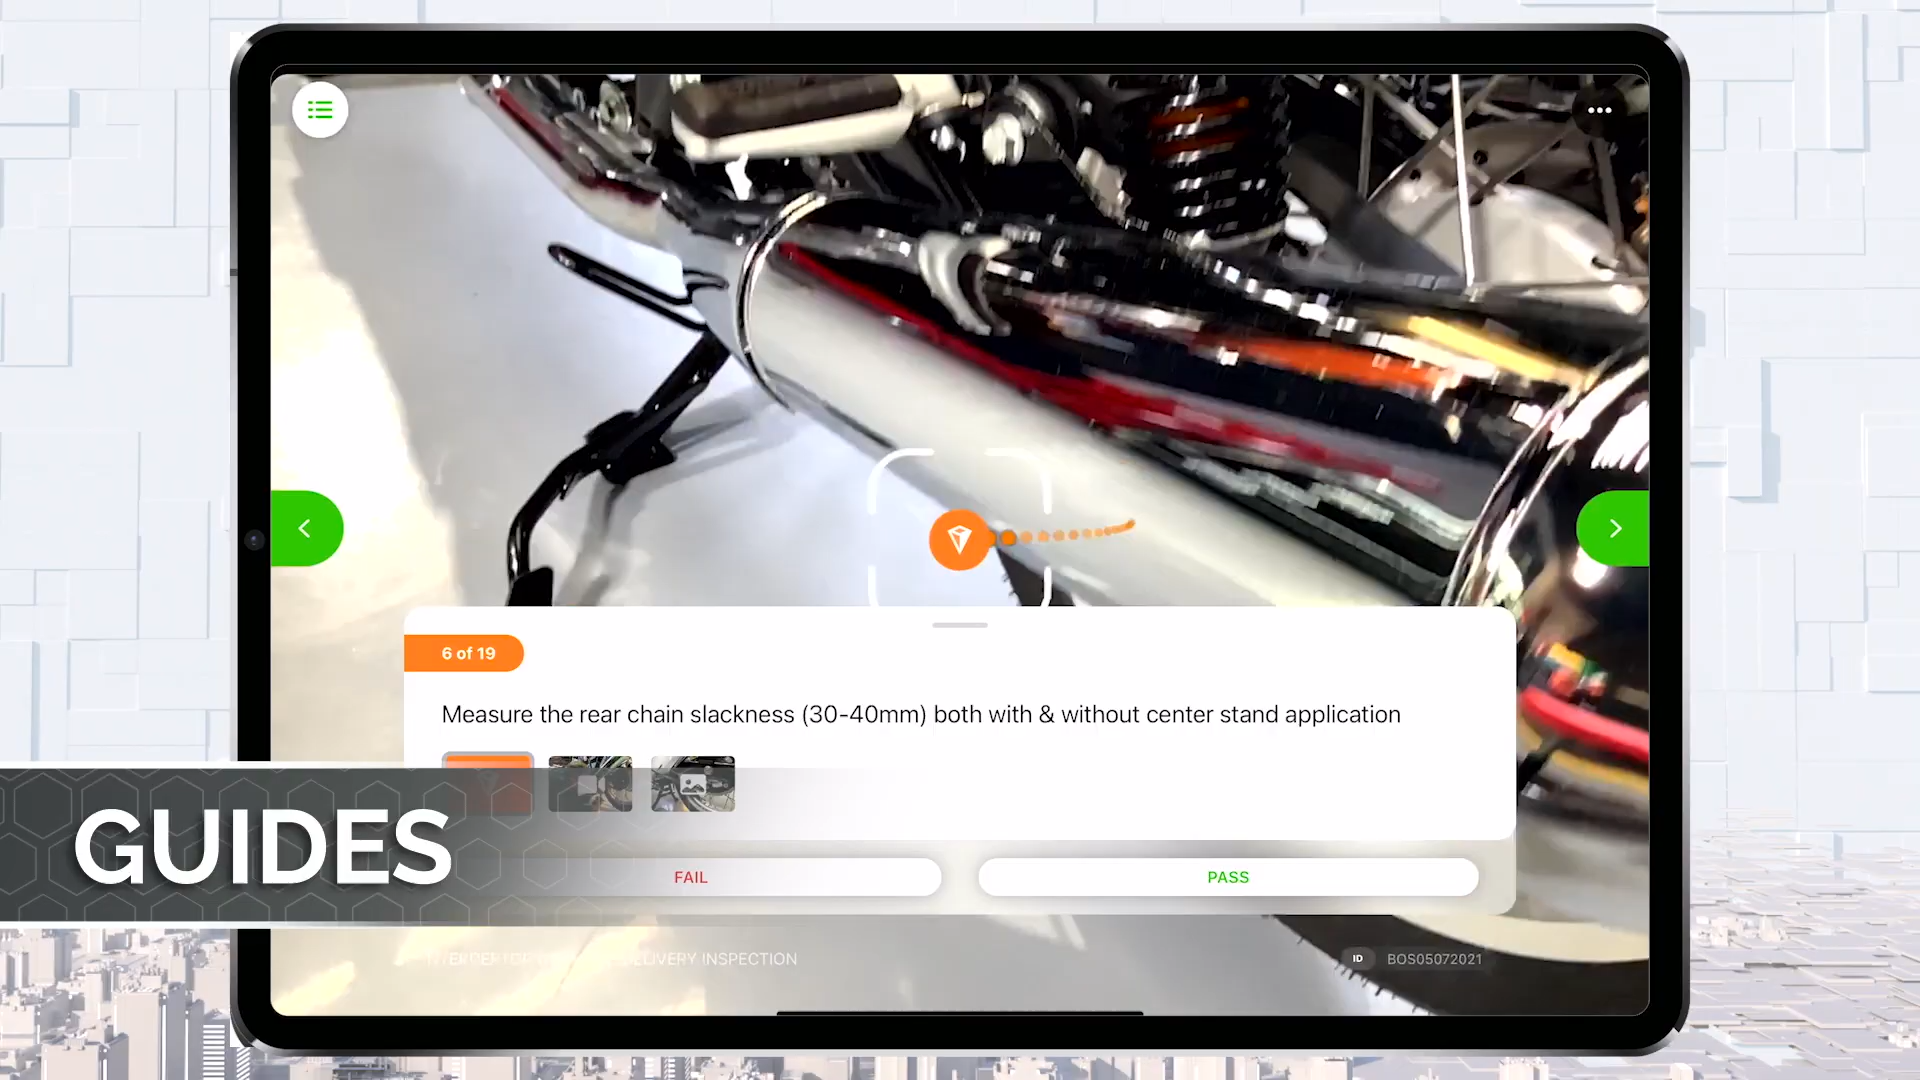 6 of 19
Measure the rear chain slackness (30-40mm) both with & without center stand application
GUIDES
FAIL
PASS
DELIVERY INSPECTION
ID
BOS05072021